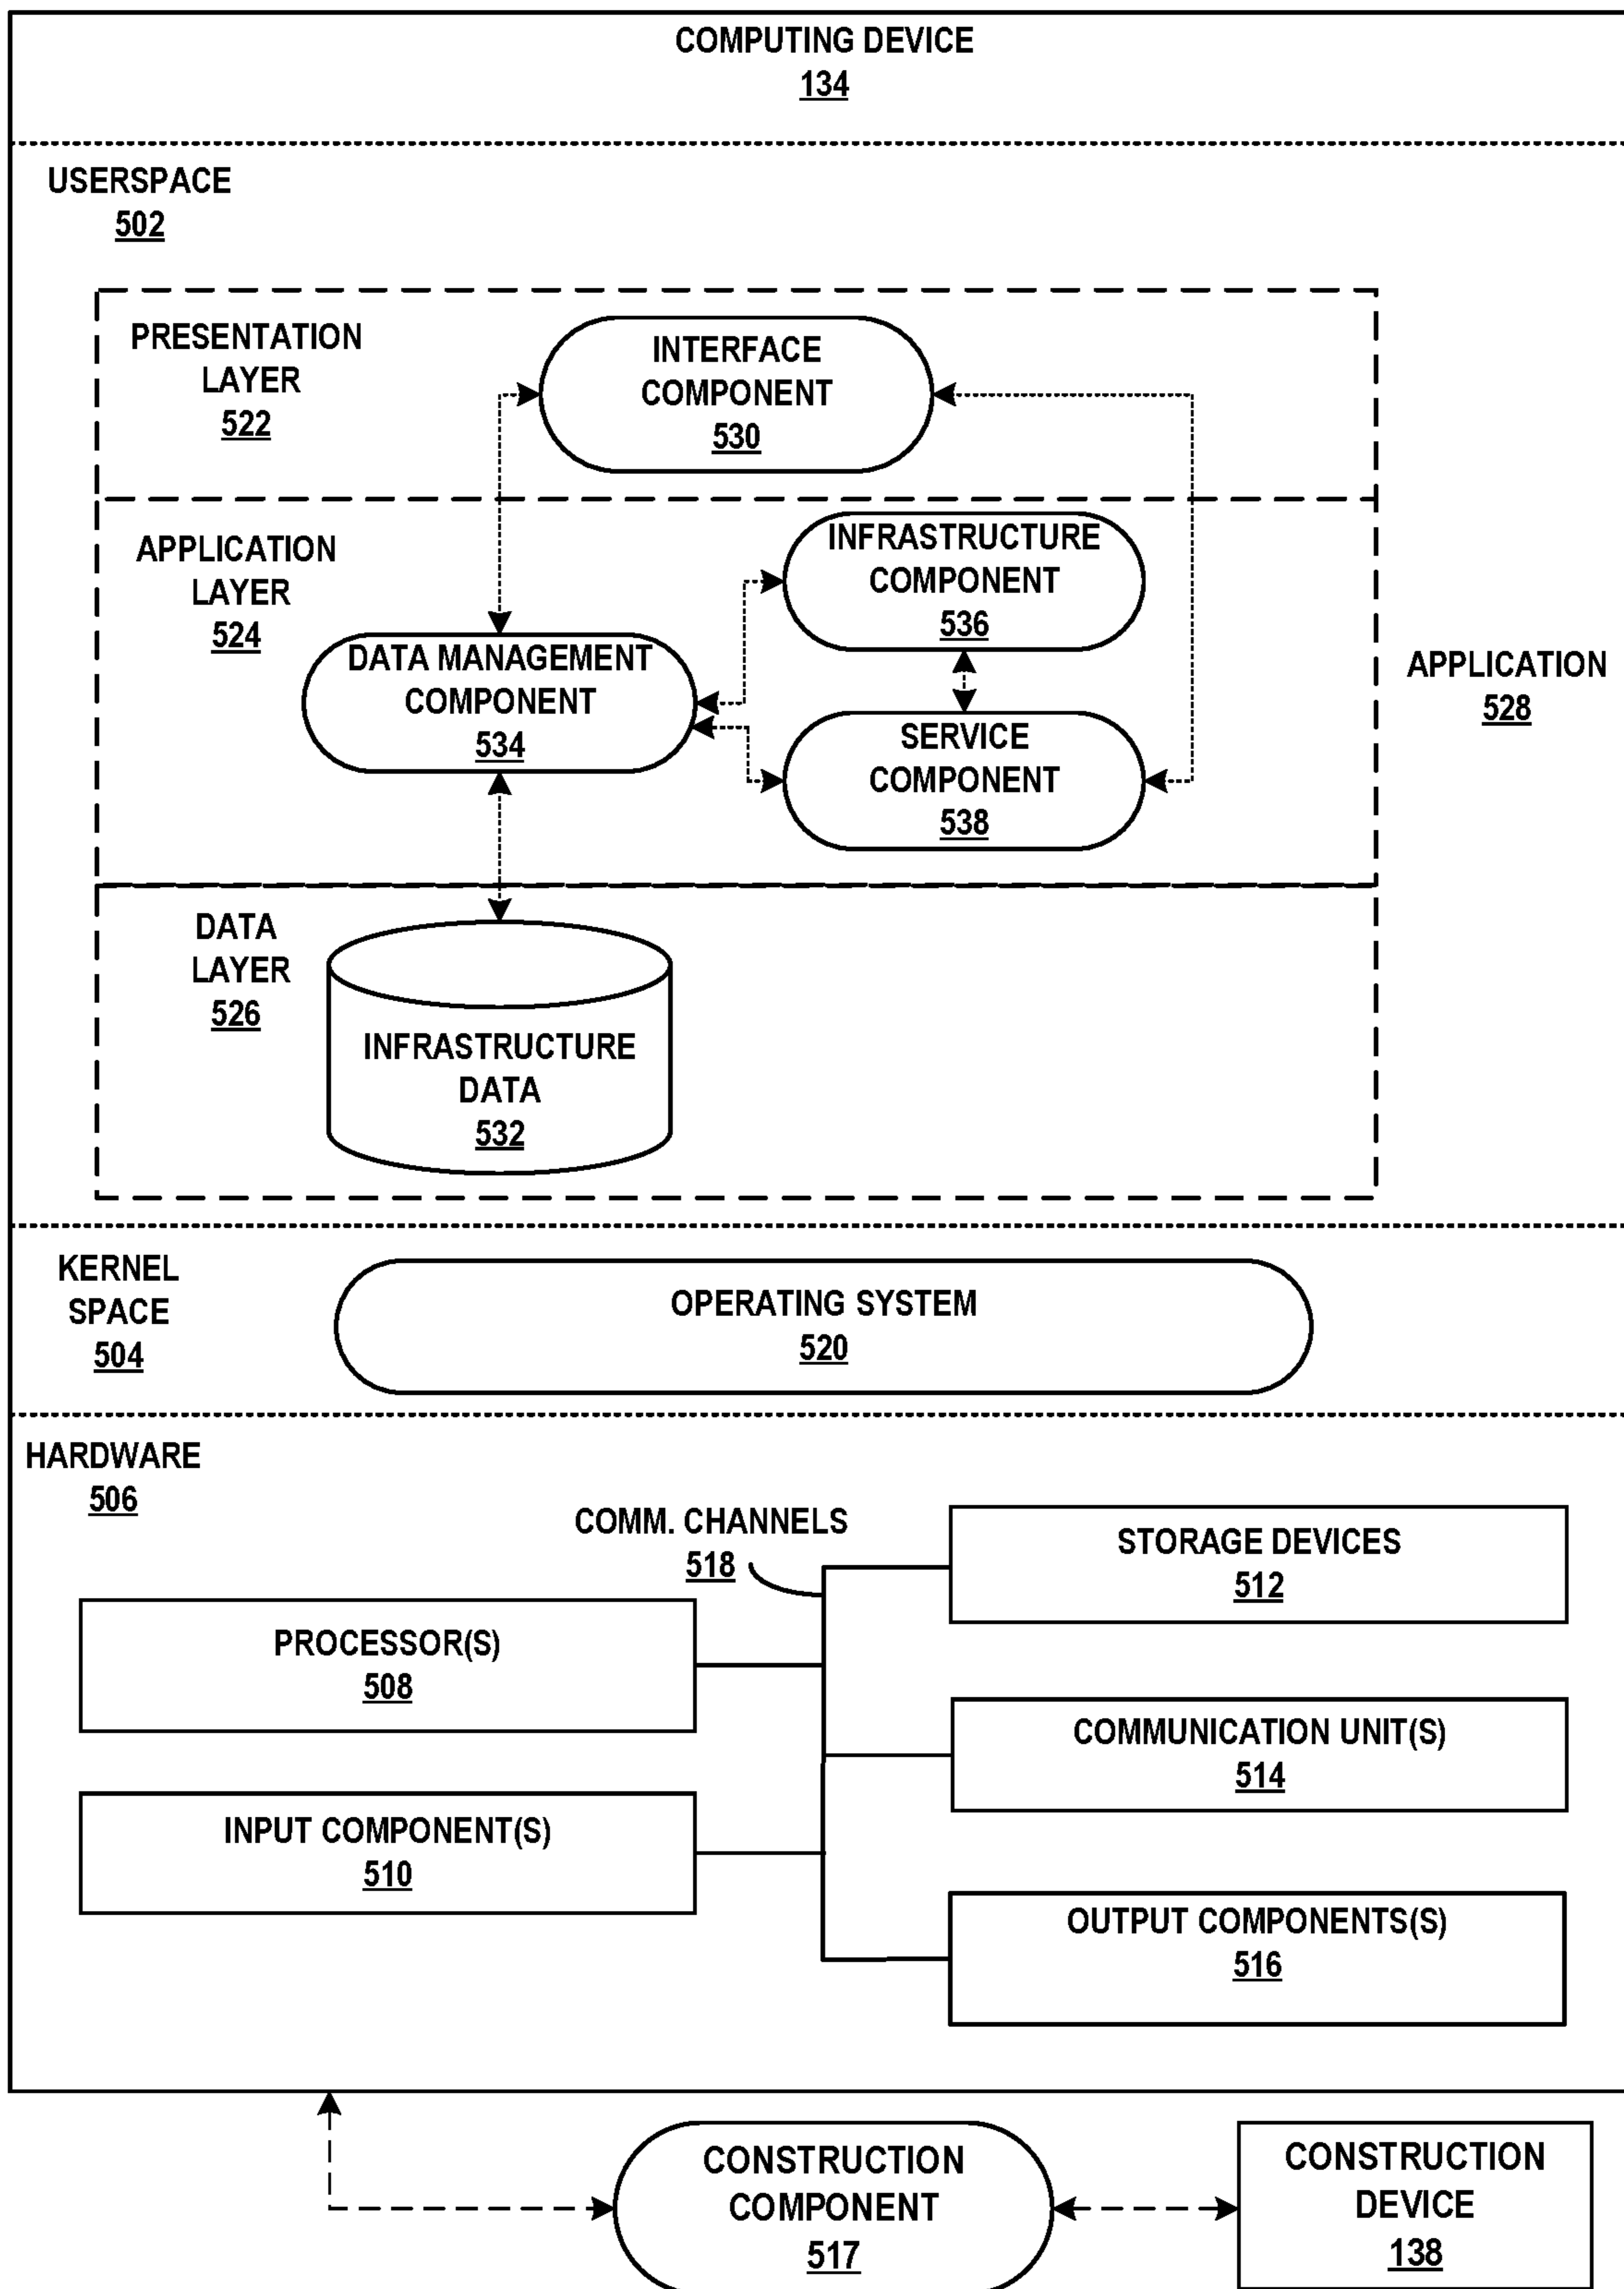 COMPUTING DEVICE
134
USERSPACE
502
PRESENTATION
LAYER
522
INTERFACE
COMPONENT
530
APPLICATION
LAYER
524
INFRASTRUCTURE
COMPONENT
536
DATA MANAGEMENT
COMPONENT
534
SERVICE
COMPONENT
538
APPLICATION
528
DATA
LAYER
526
INFRASTRUCTURE
DATA
532
KERNEL
SPACE
504
OPERATING SYSTEM
520
HARDWARE
506
COMM. CHANNELS
518
STORAGE DEVICES
512
PROCESSOR(S)
508
COMMUNICATION UNIT(S)
514
INPUT COMPONENT(S)
510
OUTPUT COMPONENTS(S)
516
CONSTRUCTION
COMPONENT
517
CONSTRUCTION
DEVICE
138